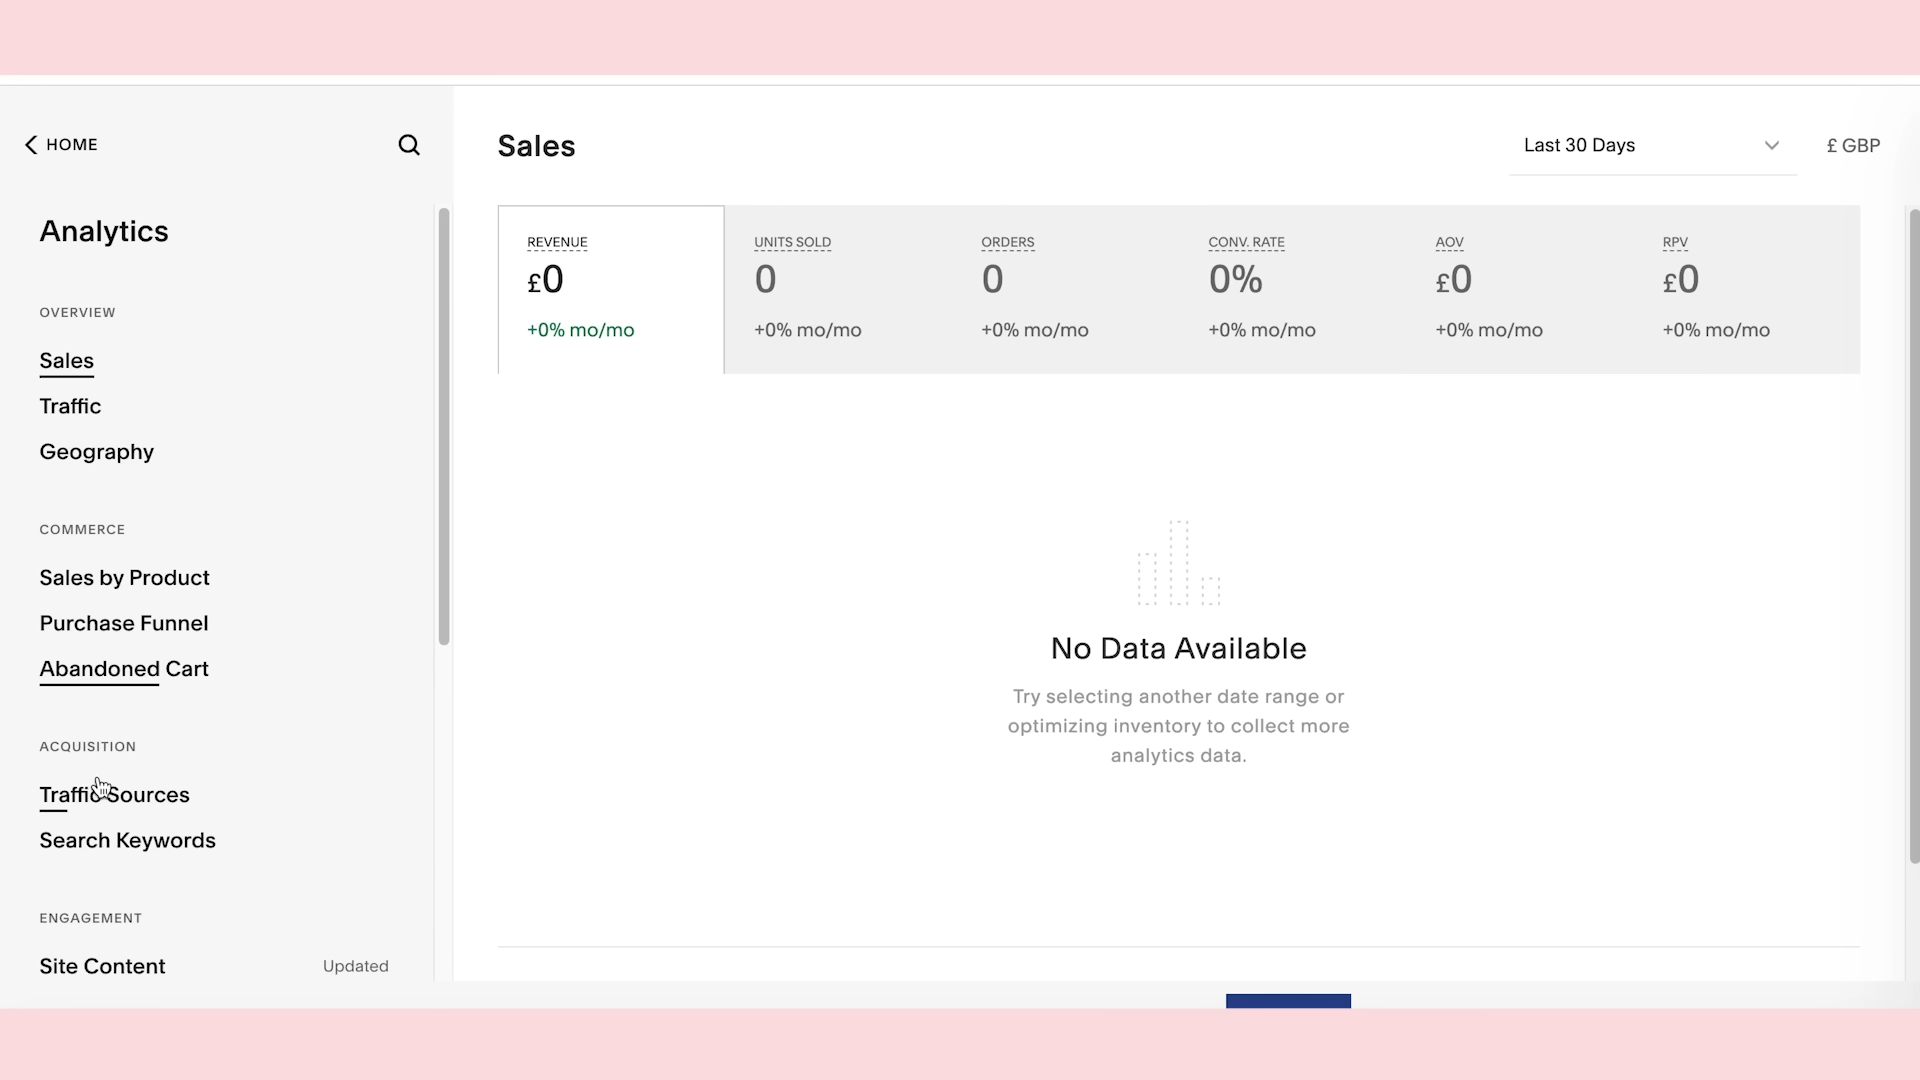 HOME
Analytics
OVERVIEW
Sales
Traffic
Geography
COMMERCE
Sales by Product
Purchase Funnel
Abandoned Cart
ACQUISITION
Traffic Sources
Search Keywords
ENGAGEMENT
Site Content Updated
Sales
Last 30 Days £ GBP
REVENUE UNITS SOLD ORDERS CONV. RATE AOV RPV
£0 0 0 0% £0 £0
+0% mo/mo +0% mo/mo +0% mo/mo +0% mo/mo +0% mo/mo +0% mo/mo
No Data Available
Try selecting another date range or
optimizing inventory to collect more
analytics data.